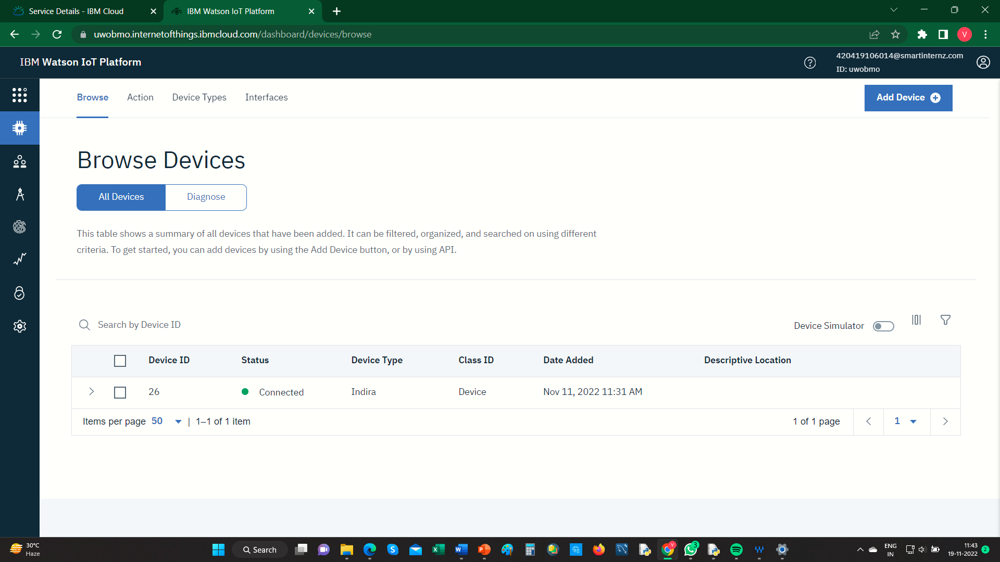 Service Details - IBM Cloud
IBM Watson IoT Platform
uwobmo.internetofthings.ibmcloud.com/dashboard/devices/browse
V
IBM Watson IoT Platform
420419106014@smartinternz.com
ID: uwobmo
Browse Action Device Types Interfaces
Add Device
Browse Devices
All Devices Diagnose
This table shows a summary of all devices that have been added. It can be filtered, organized, and searched on using different
criteria. To get started, you can add devices by using the Add Device button, or by using API.
Search by Device ID
Device Simulator
Device ID Status Device Type Class ID Date Added Descriptive Location
26 Connected Indira Device Nov 11, 2022 11:31 AM
Items per page 50 | 1–1 of 1 item
1 of 1 page 1
30°C
Haze
Search
V
3
ENG
IN
11:43
19-11-2022
2